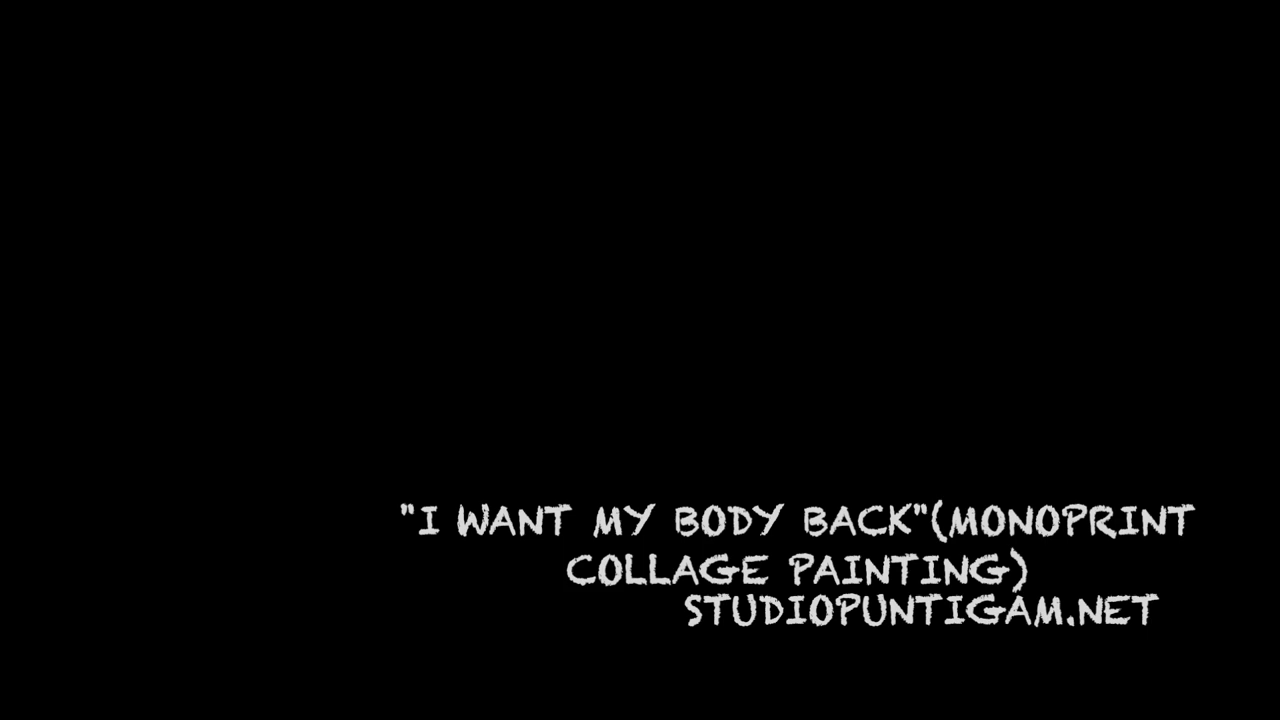 "I WANT MY BODY BACK"(MONOPRINT
COLLAGE PAINTING)
STUDIOPUNTIGAM.NET